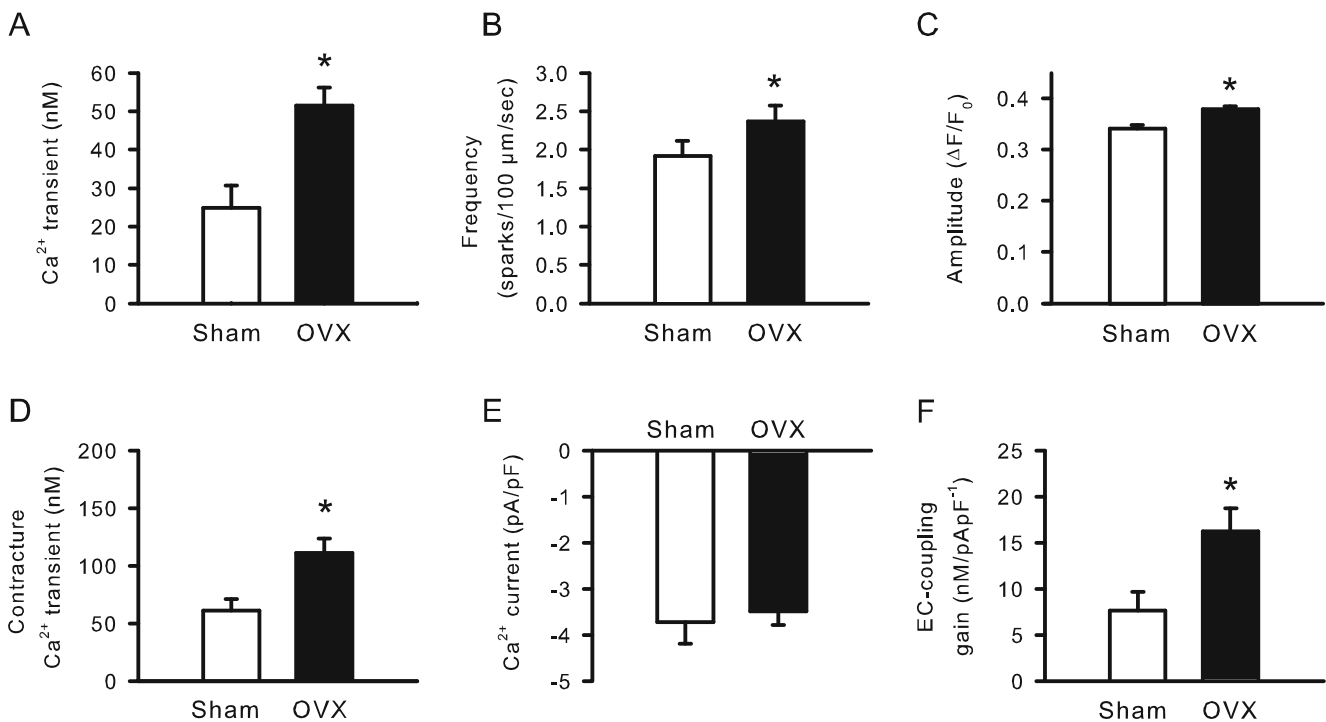 A
Ca²⁺ transient (nM)
60
50
40
30
20
10
0
*
Sham OVX
B
Frequency
(sparks/100 µm/sec)
3.0
2.5
2.0
1.5
1.0
0.5
0.0
*
Sham OVX
C
Amplitude (ΔF/F₀)
0.4
0.3
0.2
0.1
0.0
*
Sham OVX
D
Contracture
Ca²⁺ transient (nM)
200
150
100
50
0
*
Sham OVX
E
Sham OVX
Ca²⁺ current (pA/pF)
0
-1
-2
-3
-4
-5
F
EC-coupling
gain (nM/pApF⁻¹)
25
20
15
10
5
0
*
Sham OVX